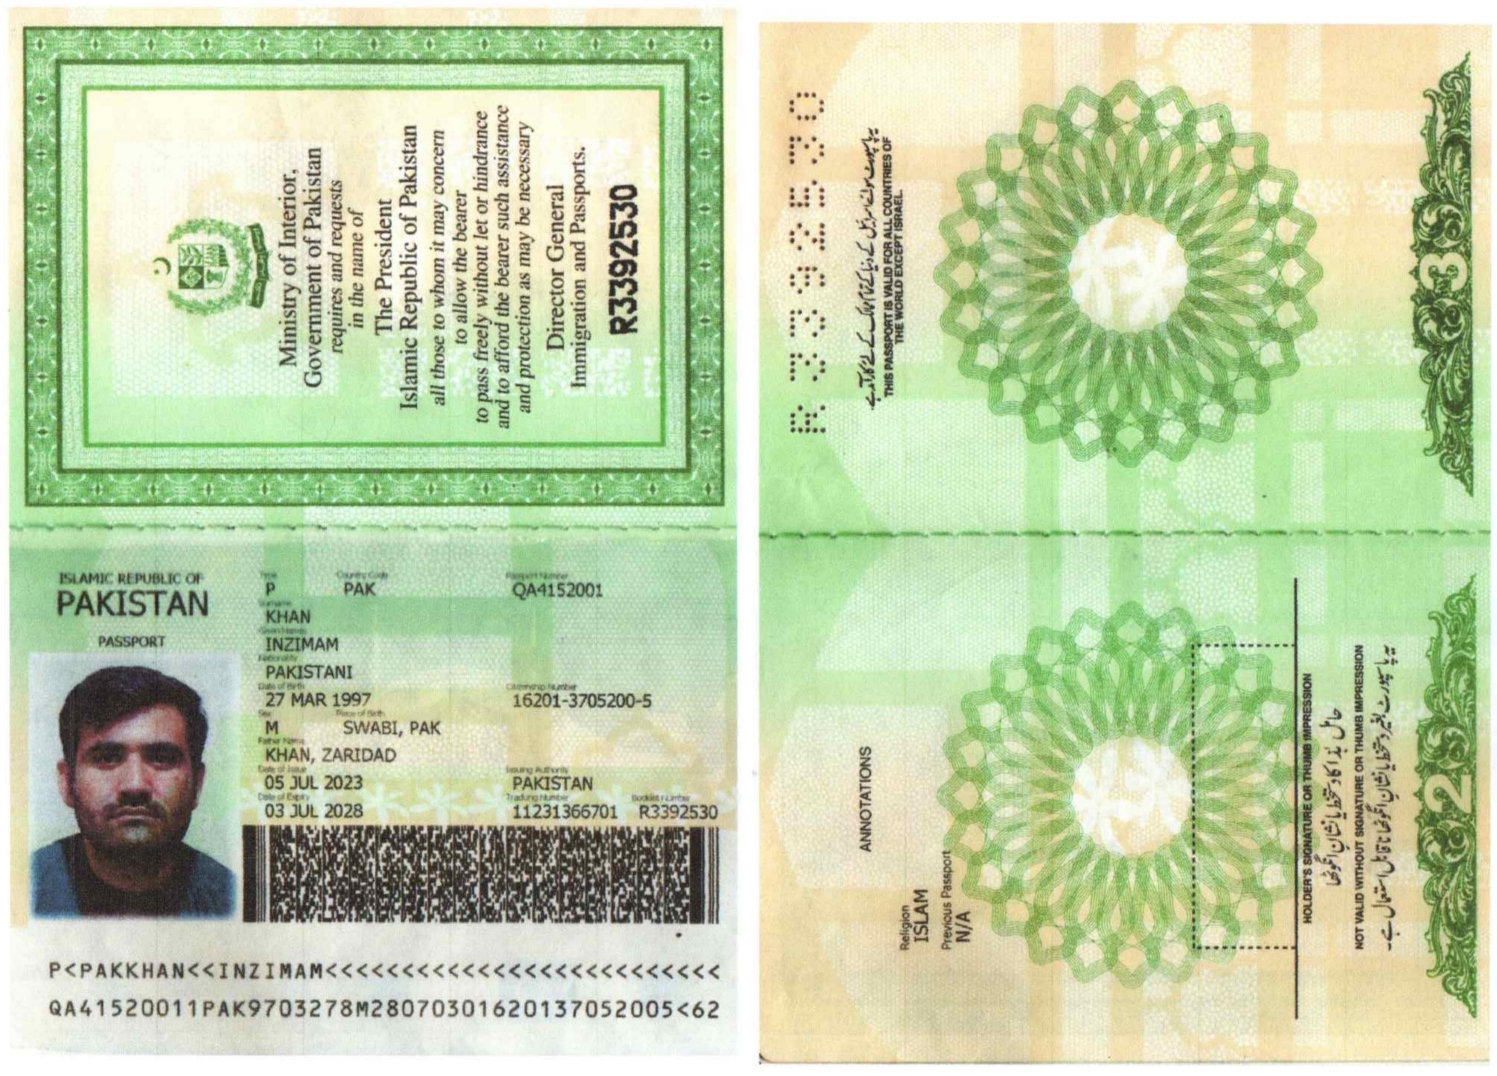 Ministry of Interior,
Government of Pakistan
requires and requests
in the name of
The President
Islamic Republic of Pakistan
all those to whom it may concern
to allow the bearer
to pass freely without let or hindrance
and to afford the bearer such assistance
and protection as may be necessary
Director General
Immigration and Passports.
R3392530
ISLAMIC REPUBLIC OF
PAKISTAN
PASSPORT
Type Country Code Passport Number
P PAK QA4152001
Surname
KHAN
Given Names
INZIMAM
Nationality
PAKISTANI
Date of Birth Citizenship Number
27 MAR 1997 16201-3705200-5
Sex Place of Birth
M SWABI, PAK
Father Name
KHAN, ZARIDAD
Date of Issue Issuing Authority
05 JUL 2023 PAKISTAN
Date of Expiry Tracking Number Booklet Number
03 JUL 2028 11231366701 R3392530
P<PAKKHAN<<INZIMAM<<<<<<<<<<<<<<<<<<<<<<<<<<
QA41520011PAK9703278M28070301620137052005<62
R3392530
یہ پاسپورٹ سوائے اسرائیل کے دنیا کے تمام ممالک کے لئے کارآمد ہے۔
THIS PASSPORT IS VALID FOR ALL COUNTRIES OF
THE WORLD EXCEPT ISRAEL.
3
ANNOTATIONS
Religion
ISLAM
Previous Passport
N/A
HOLDER'S SIGNATURE OR THUMB IMPRESSION
حامل ہذا کا دستخط یا نشان انگوٹھا
NOT VALID WITHOUT SIGNATURE OR THUMB IMPRESSION
یہ پاسپورٹ بغیر دستخط یا نشان انگوٹھا ناقابل استعمال ہے۔
2